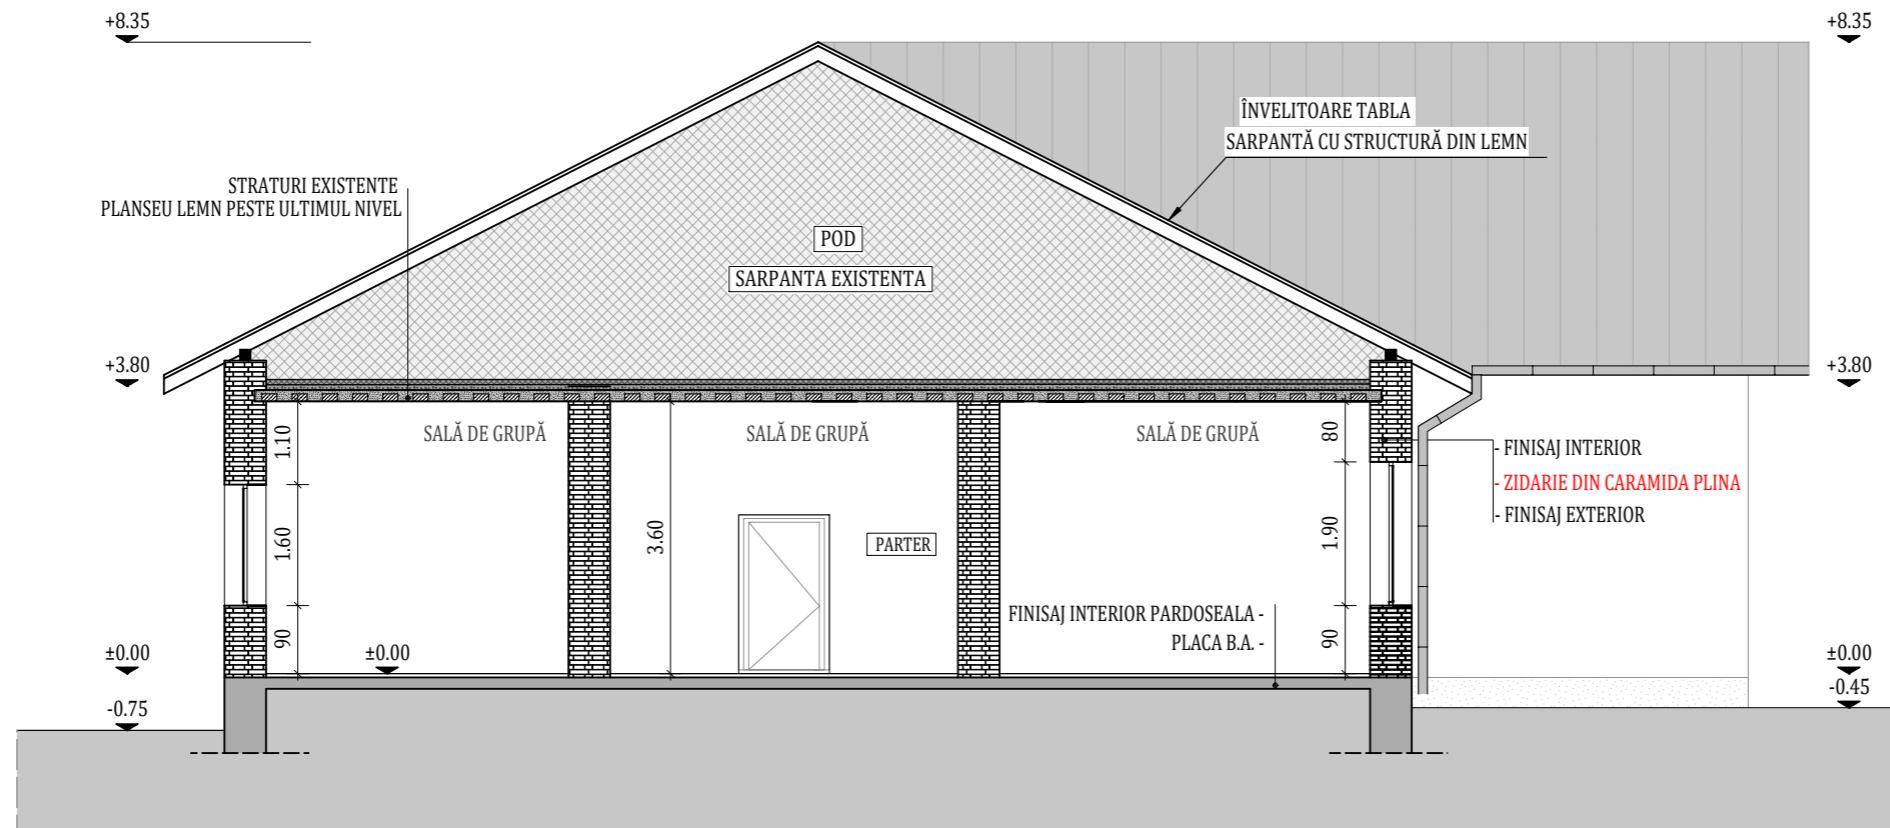 +8.35
+8.35
ÎNVELITOARE TABLA
SARPANTĂ CU STRUCTURĂ DIN LEMN
STRATURI EXISTENTE
PLANSEU LEMN PESTE ULTIMUL NIVEL
POD
SARPANTA EXISTENTA
+3.80
+3.80
SALĂ DE GRUPĂ
SALĂ DE GRUPĂ
SALĂ DE GRUPĂ
1.10
80
- FINISAJ INTERIOR
- ZIDARIE DIN CARAMIDA PLINA
- FINISAJ EXTERIOR
1.60
3.60
PARTER
1.90
FINISAJ INTERIOR PARDOSEALA -
PLACA B.A. -
90
90
±0.00
±0.00
±0.00
-0.75
-0.45